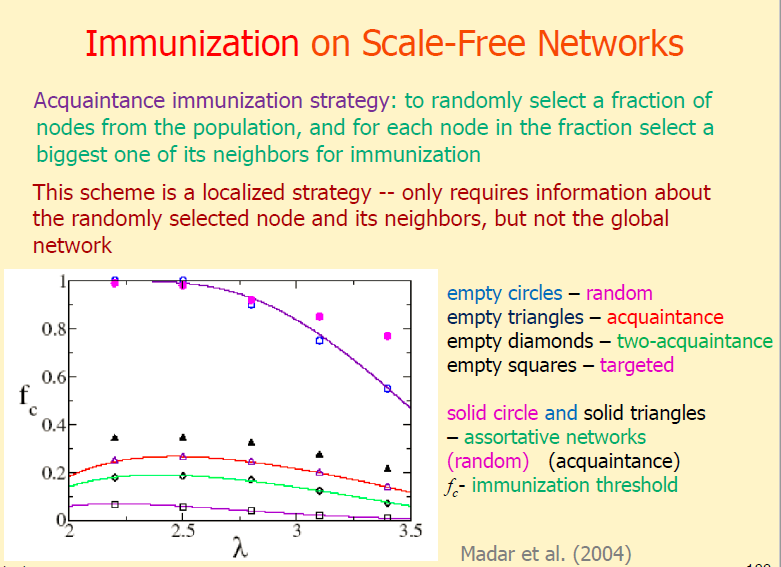 Immunization on Scale-Free Networks
Acquaintance immunization strategy: to randomly select a fraction of
nodes from the population, and for each node in the fraction select a
biggest one of its neighbors for immunization
This scheme is a localized strategy -- only requires information about
the randomly selected node and its neighbors, but not the global
network
1
0.8
0.6
0.4
0.2
0
fc
2
2.5
3
3.5
λ
empty circles – random
empty triangles – acquaintance
empty diamonds – two-acquaintance
empty squares – targeted
solid circle and solid triangles
– assortative networks
(random) (acquaintance)
fc- immunization threshold
Madar et al. (2004)